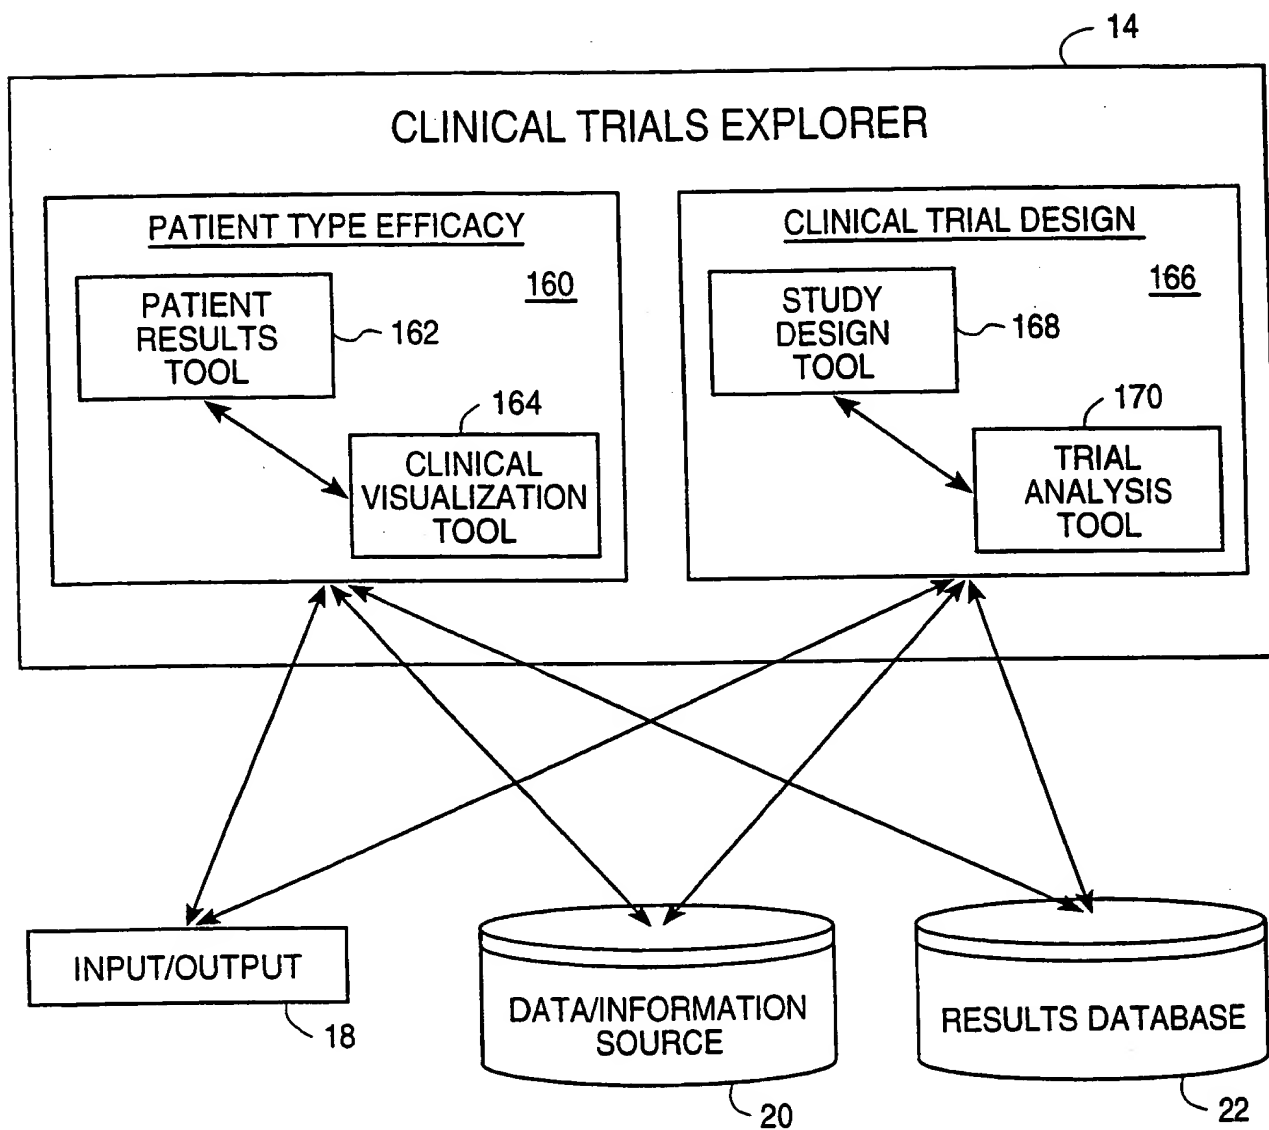 14
CLINICAL TRIALS EXPLORER
PATIENT TYPE EFFICACY
160
PATIENT
RESULTS
TOOL
162
164
CLINICAL
VISUALIZATION
TOOL
CLINICAL TRIAL DESIGN
166
STUDY
DESIGN
TOOL
168
170
TRIAL
ANALYSIS
TOOL
INPUT/OUTPUT
18
DATA/INFORMATION
SOURCE
20
RESULTS DATABASE
22